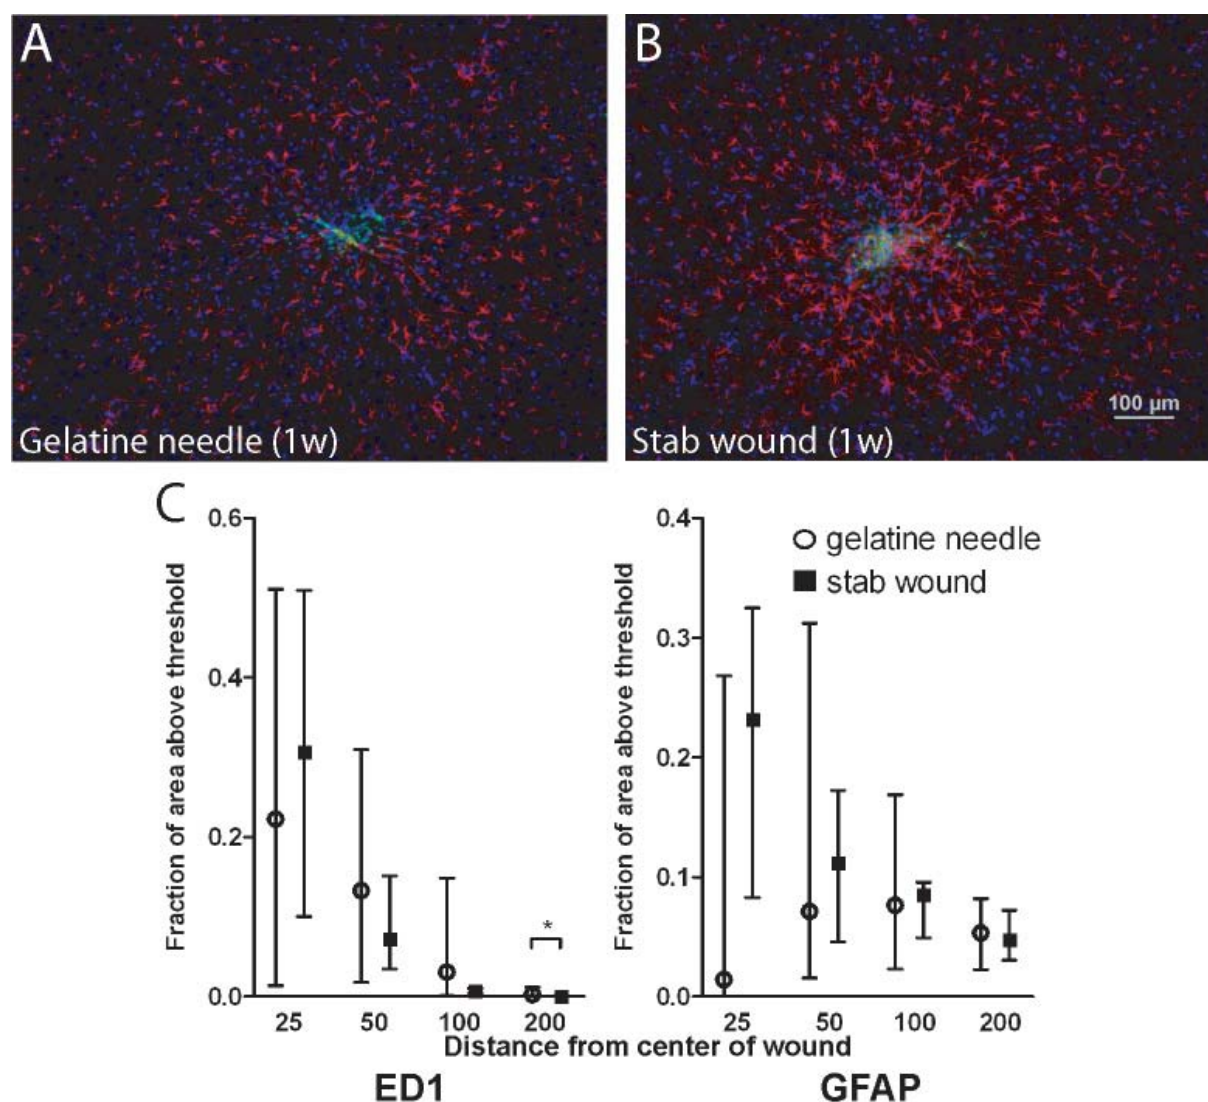 A
B
Gelatine needle (1w)
Stab wound (1w)
100 µm
C
Fraction of area above threshold
0.6
0.4
0.2
0.0
*
25 50 100 200
Fraction of area above threshold
0.4
0.3
0.2
0.1
0.0
gelatine needle
stab wound
25 50 100 200
Distance from center of wound
ED1
GFAP